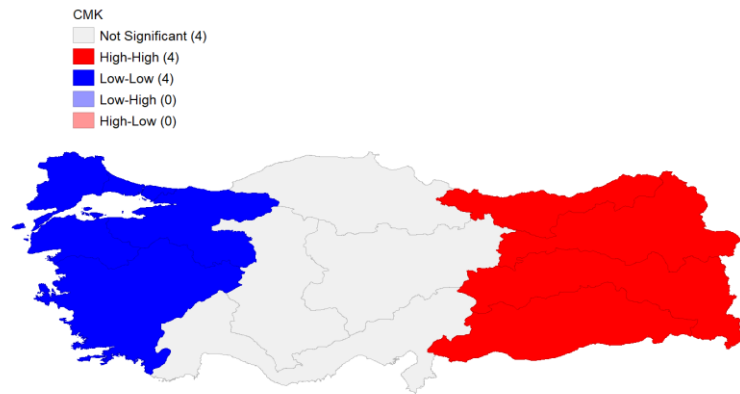 CMK
Not Significant (4)
High-High (4)
Low-Low (4)
Low-High (0)
High-Low (0)